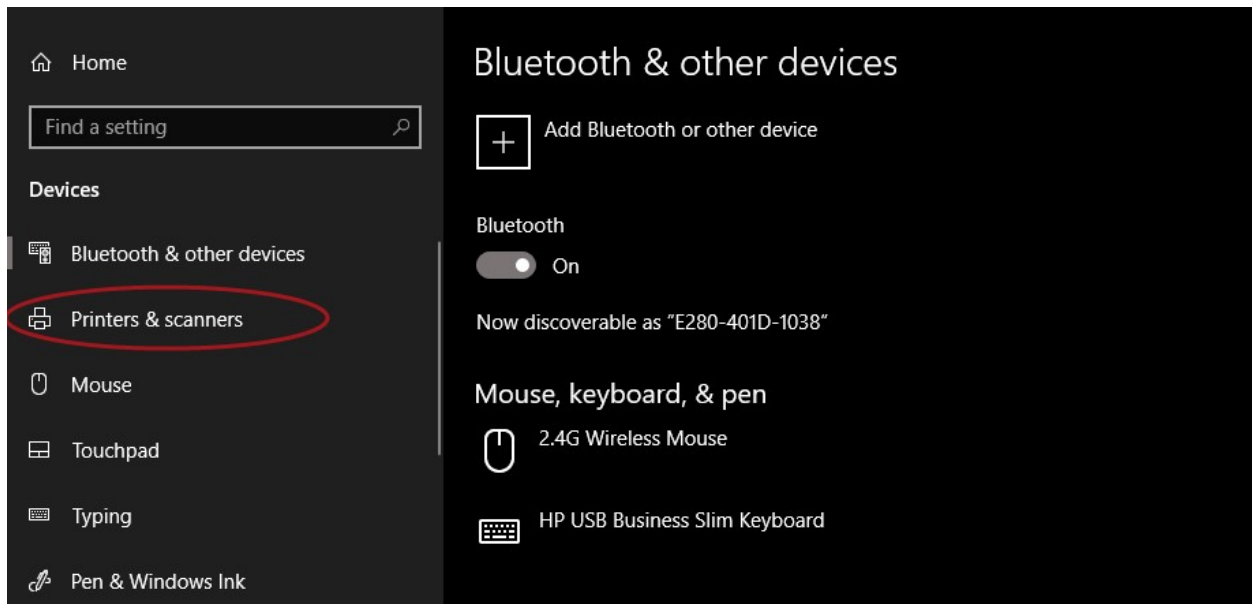 Home
Find a setting
Devices
Bluetooth & other devices
Printers & scanners
Mouse
Touchpad
Typing
Pen & Windows Ink
Bluetooth & other devices
Add Bluetooth or other device
Bluetooth
On
Now discoverable as "E280-401D-1038"
Mouse, keyboard, & pen
2.4G Wireless Mouse
HP USB Business Slim Keyboard